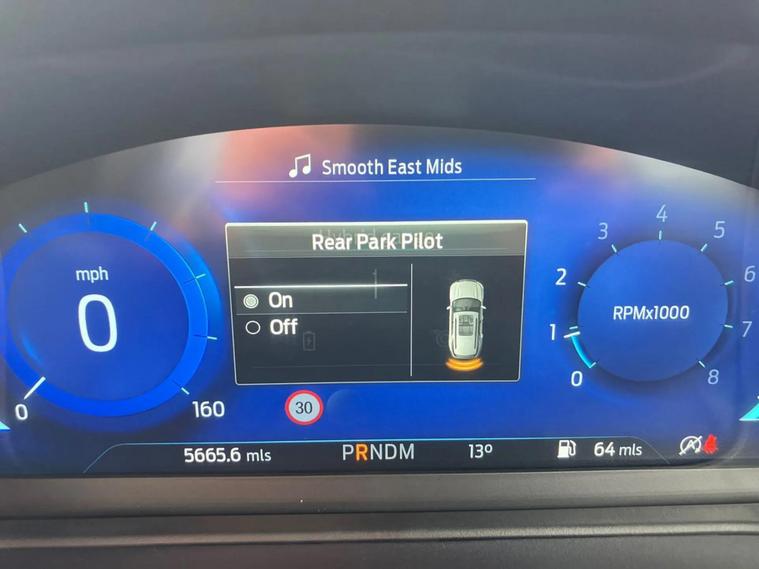 Smooth East Mids
Rear Park Pilot
On
Off
mph
0
0
160
30
RPMx1000
0
1
2
3
4
5
6
7
8
5665.6 mls
PRNDM
13º
64 mls